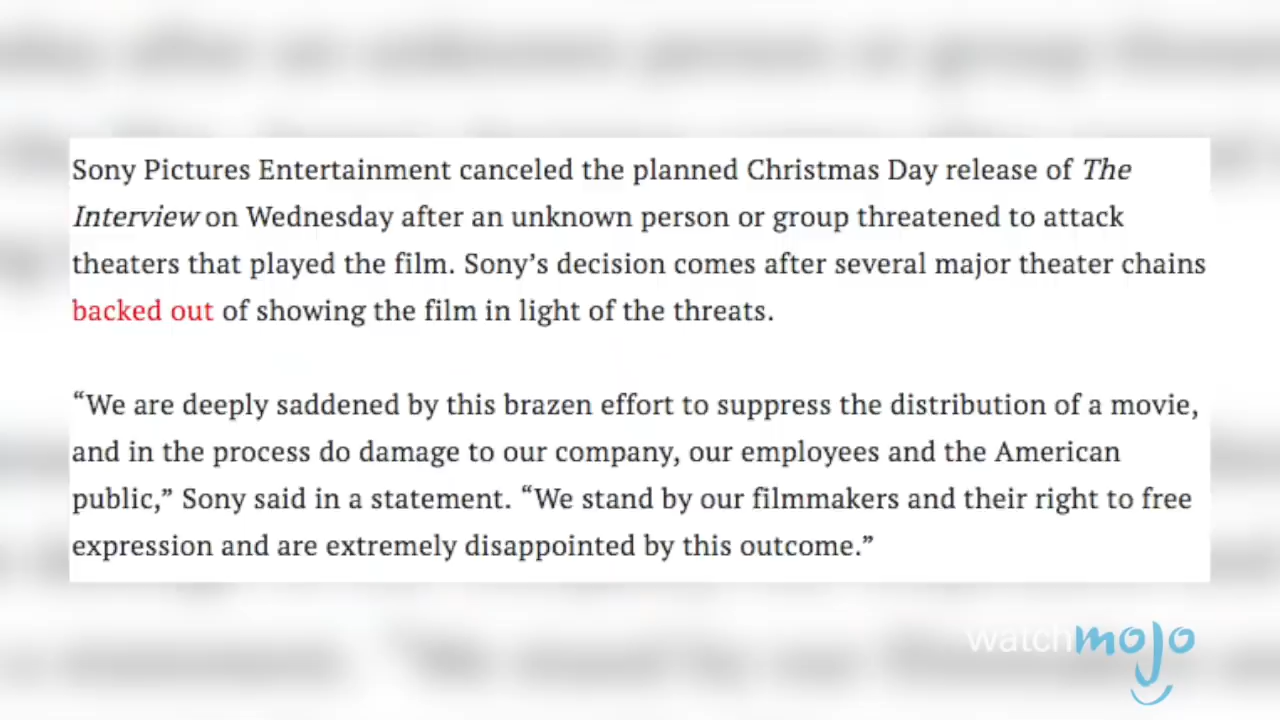 Sony Pictures Entertainment canceled the planned Christmas Day release of The
Interview on Wednesday after an unknown person or group threatened to attack
theaters that played the film. Sony’s decision comes after several major theater chains
backed out of showing the film in light of the threats.
“We are deeply saddened by this brazen effort to suppress the distribution of a movie,
and in the process do damage to our company, our employees and the American
public,” Sony said in a statement. “We stand by our filmmakers and their right to free
expression and are extremely disappointed by this outcome.”
watchmojo